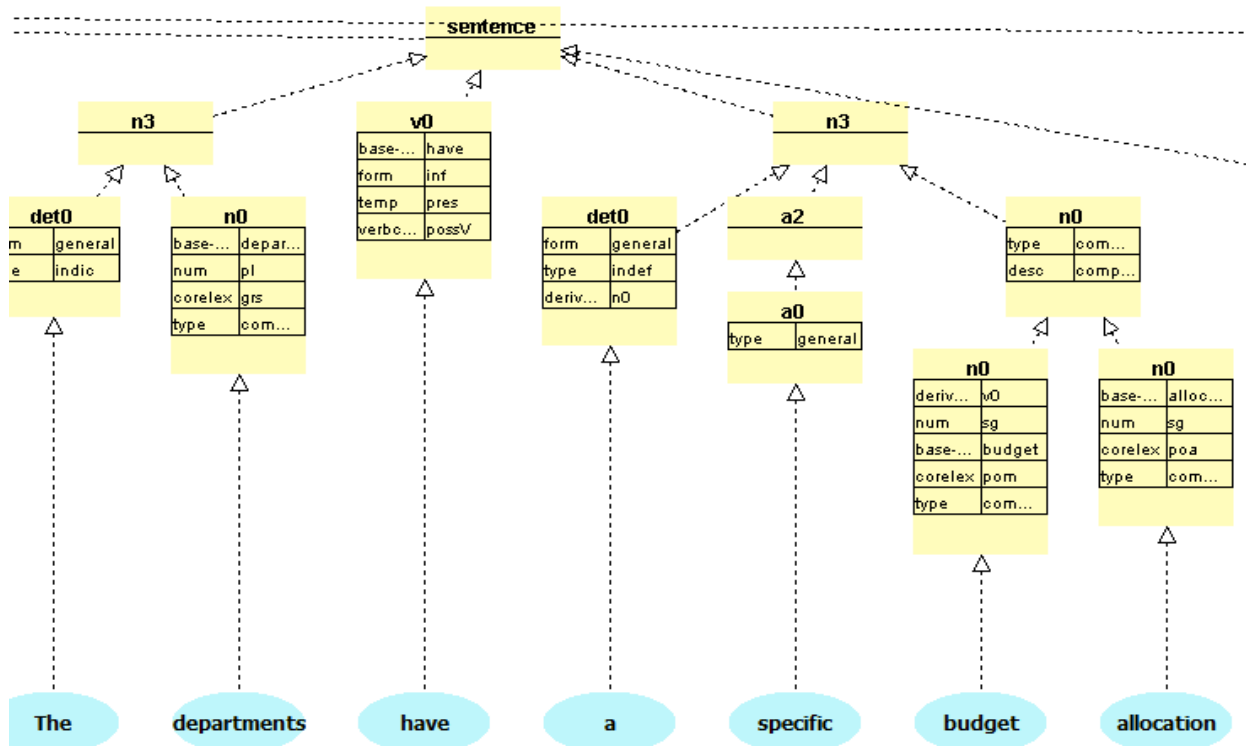 sentence
n3
v0
base-... have
form inf
temp pres
verbc... possV
n3
det0
m general
e indic
n0
base-... depar...
num pl
corelex grs
type com...
det0
form general
type indef
deriv... n0
a2
a0
type general
n0
type com...
desc comp...
n0
deriv... v0
num sg
base-... budget
corelex pom
type com...
n0
base-... alloc...
num sg
corelex poa
type com...
The departments have a specific budget allocation